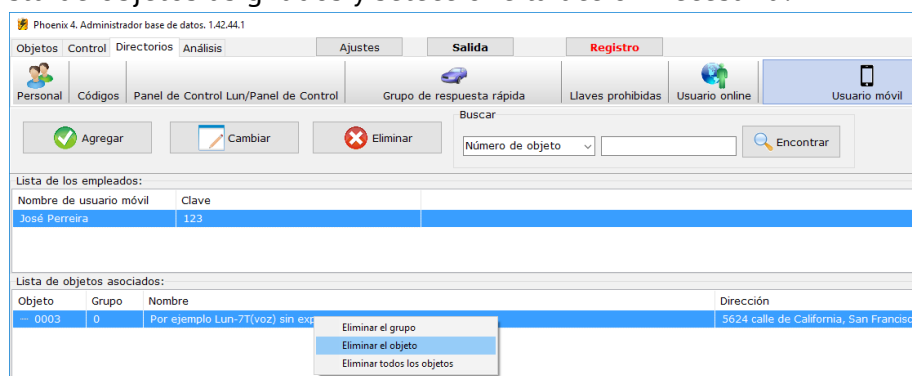 Phoenix 4. Administrador base de datos. 1.42.44.1
Objetos Control Directorios Análisis Ajustes Salida Registro
Personal Códigos Panel de Control Lun/Panel de Control Grupo de respuesta rápida Llaves prohibidas Usuario online Usuario móvil
Buscar
Agregar Cambiar Eliminar Número de objeto Encontrar
Lista de los empleados:
Nombre de usuario móvil Clave
José Perreira 123
Lista de objetos asociados:
Objeto Grupo Nombre Dirección
0003 0 Por ejemplo Lun-7T(voz) sin 5624 calle de California, San
Eliminar el grupo
Eliminar el objeto
Eliminar todos los objetos